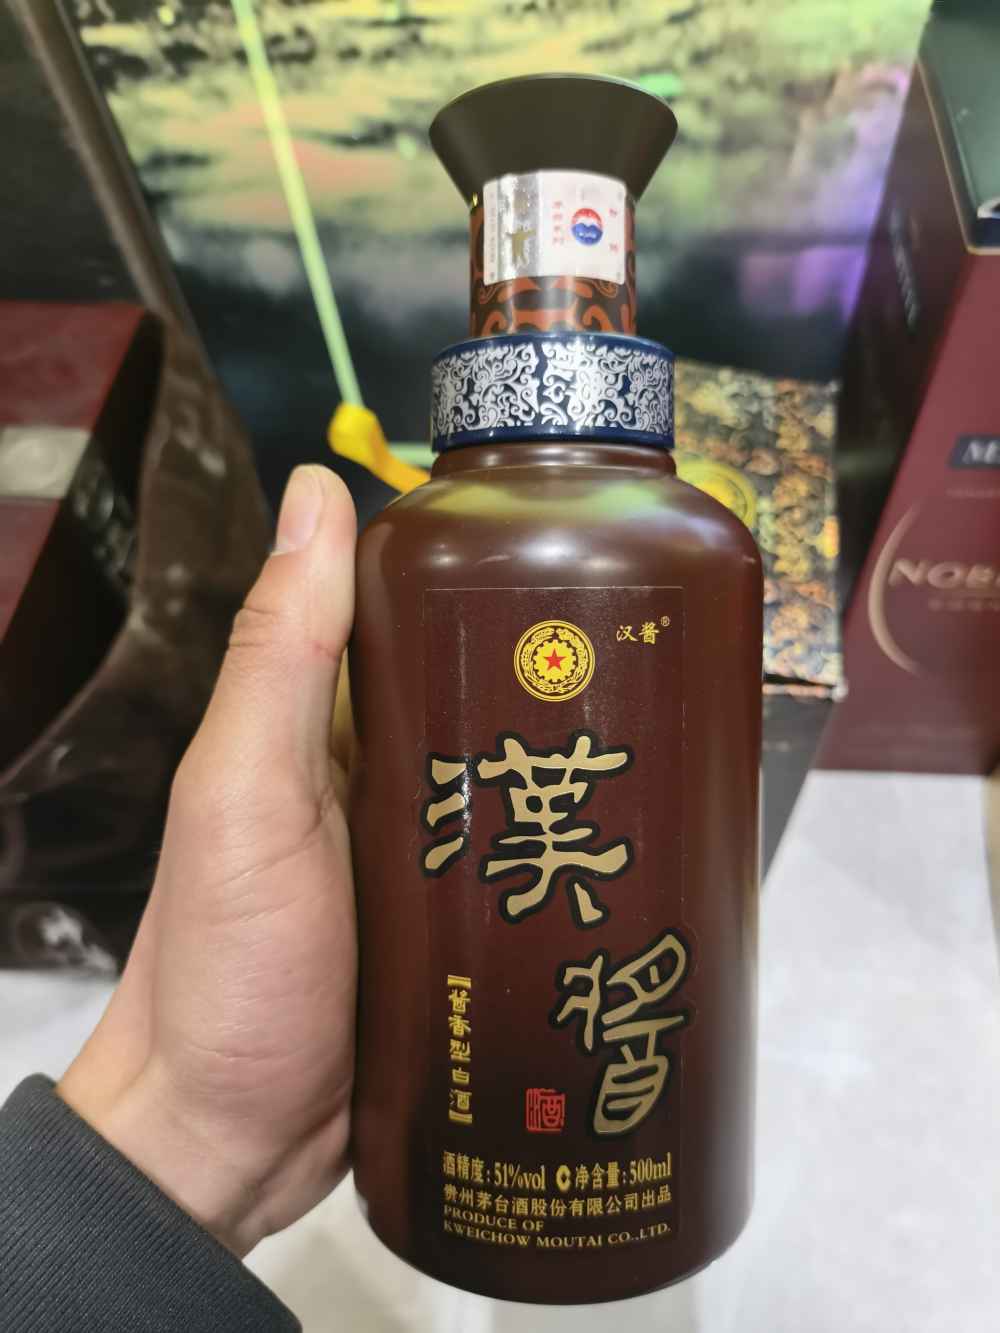 汉酱®
漢
醬
【酱香型白酒】
酒
酒精度:51%vol
净含量:500ml
贵州茅台酒股份有限公司出品
PRODUCE OF
KWEICHOW MOUTAI CO.,LTD.